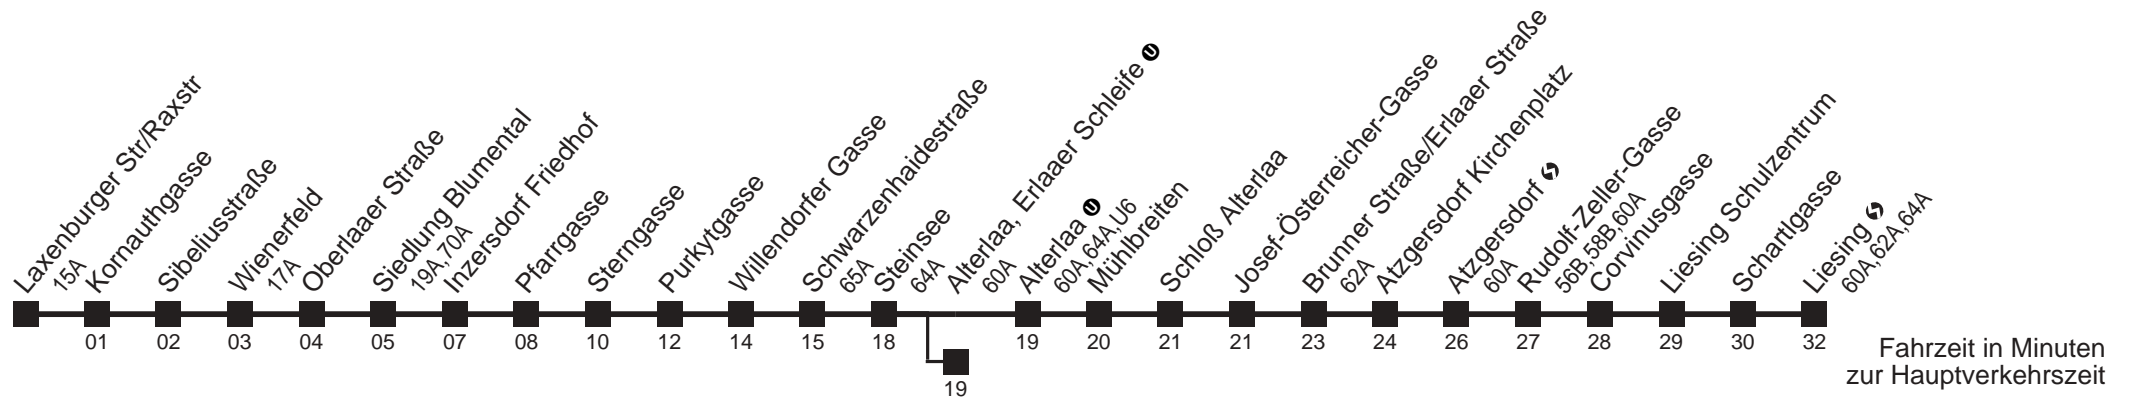 Laxenburger Str/Raxstr
15A
Kornauthgasse
Sibeliusstraße
Wienerfeld
17A
Oberlaaer Straße
Siedlung Blumental
19A,70A
Inzersdorf Friedhof
Pfarrgasse
Sterngasse
Purkytgasse
Willendorfer Gasse
Schwarzenhaidestraße
65A
Steinsee
64A
Alterlaa, Erlaaer Schleife U
60A
Alterlaa U
60A,64A,U6
Mühlbreiten
Schloß Alterlaa
Josef-Österreicher-Gasse
Brunner Straße/Erlaaer Straße
62A
Atzgersdorf Kirchenplatz
Atzgersdorf
60A
Rudolf-Zeller-Gasse
56B,58B,60A
Corvinusgasse
Liesing Schulzentrum
Schartlgasse
Liesing
60A,62A,64A
01 02 03 04 05 07 08 10 12 14 15 18 19 20 21 21 23 24 26 27 28 29 30 32
19
Fahrzeit in Minuten
zur Hauptverkehrszeit